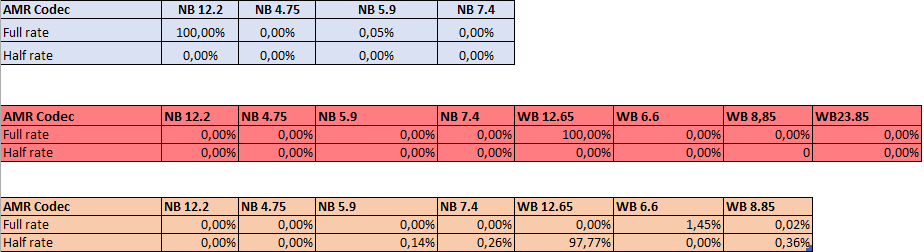 AMR Codec NB 12.2 NB 4.75 NB 5.9 NB 7.4
Full rate 100,00% 0,00% 0,05% 0,00%
Half rate 0,00% 0,00% 0,00% 0,00%
AMR Codec NB 12.2 NB 4.75 NB 5.9 NB 7.4 WB 12.65 WB 6.6 WB 8,85 WB23.85
Full rate 0,00% 0,00% 0,00% 0,00% 100,00% 0,00% 0,00% 0,00%
Half rate 0,00% 0,00% 0,00% 0,00% 0,00% 0,00% 0 0,00%
AMR Codec NB 12.2 NB 4.75 NB 5.9 NB 7.4 WB 12.65 WB 6.6 WB 8.85
Full rate 0,00% 0,00% 0,00% 0,00% 0,00% 1,45% 0,02%
Half rate 0,00% 0,00% 0,14% 0,26% 97,77% 0,00% 0,36%